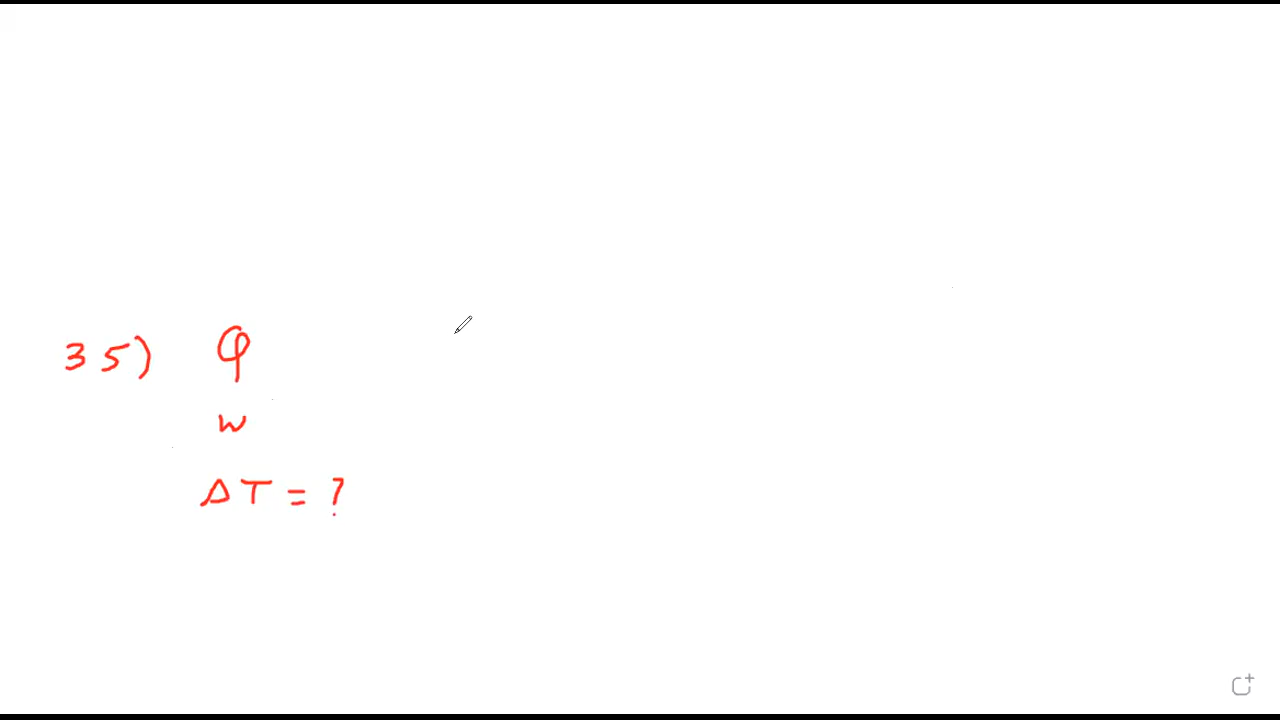 35) φ
w
ΔT = ?